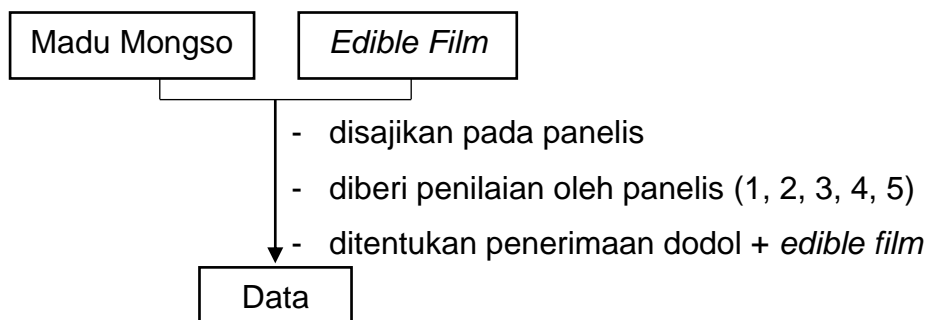 Madu Mongso
Edible Film
- disajikan pada panelis
- diberi penilaian oleh panelis (1, 2, 3, 4, 5)
- ditentukan penerimaan dodol + edible film
Data